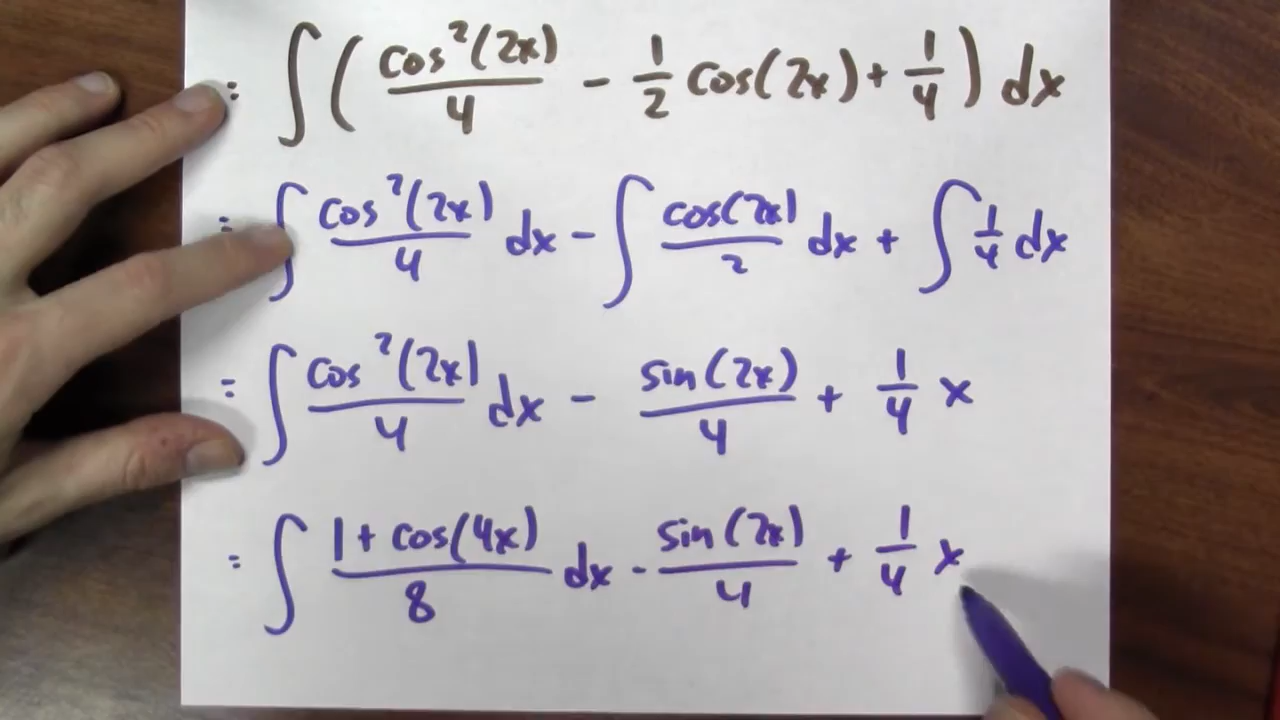 = ∫ ( cos²(2x)/4 − 1/2 cos(2x) + 1/4 ) dx
= ∫ cos²(2x)/4 dx − ∫ cos(2x)/2 dx + ∫ 1/4 dx
= ∫ cos²(2x)/4 dx − sin(2x)/4 + 1/4 x
= ∫ 1 + cos(4x)/8 dx - sin(2x)/4 + 1/4 x